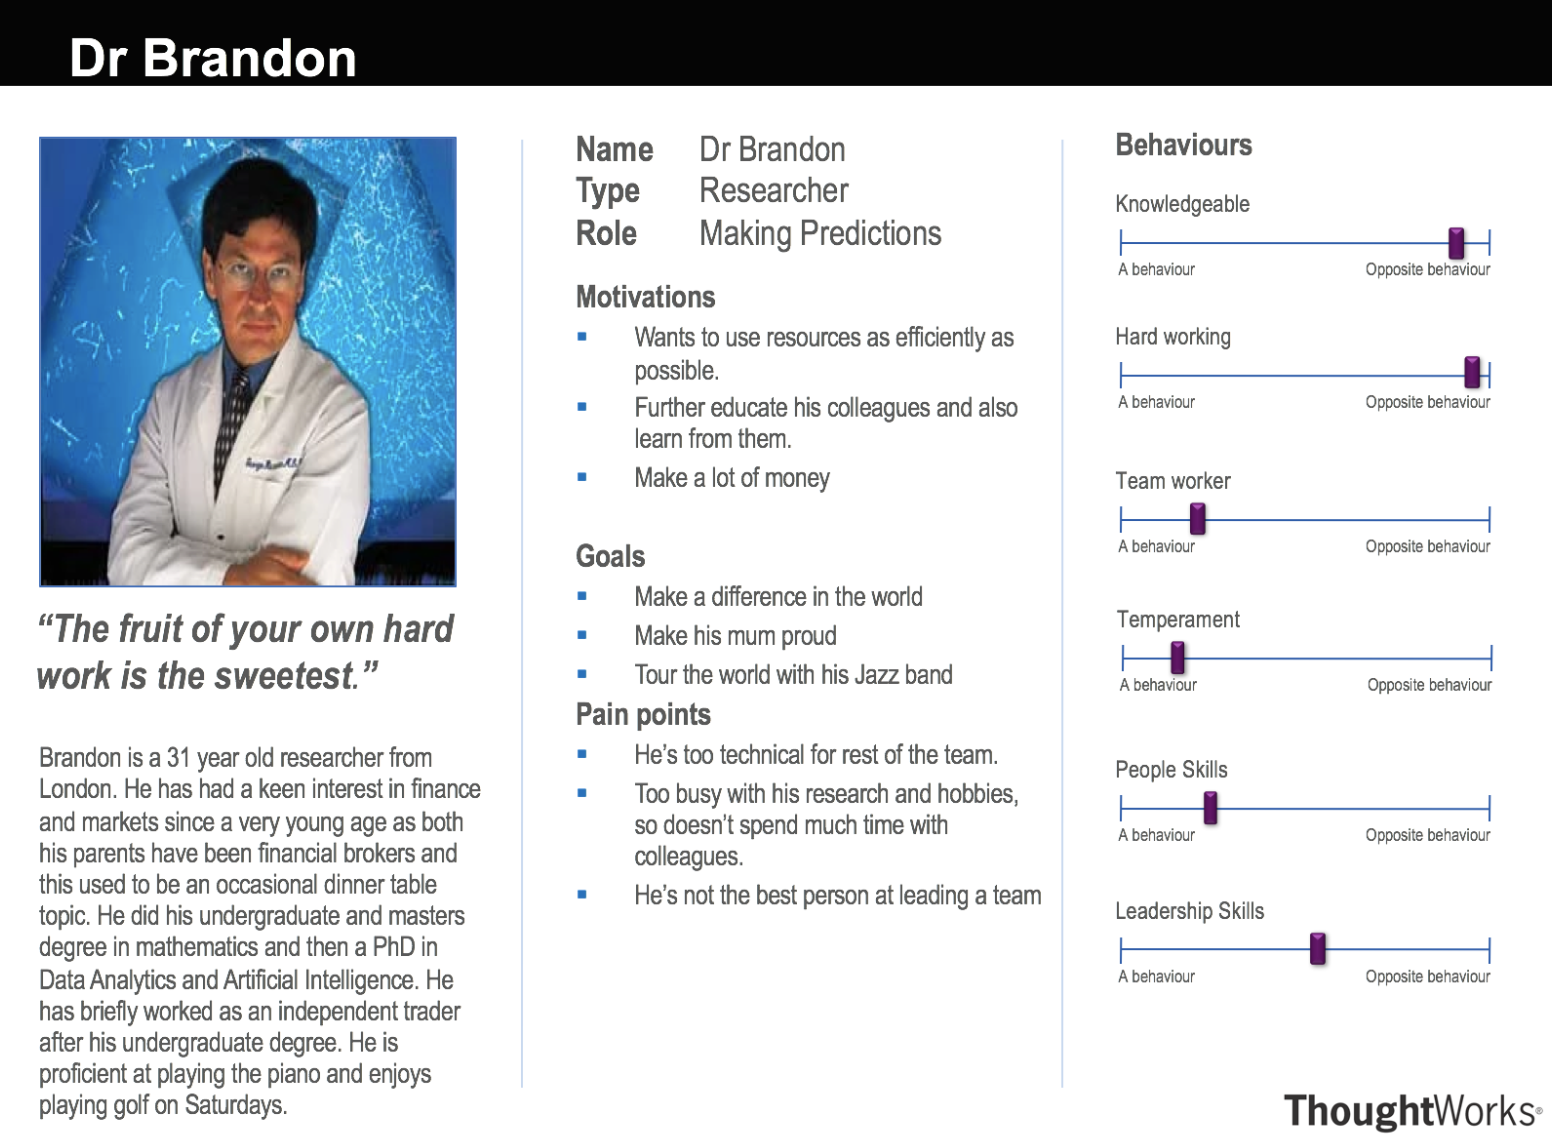 Dr Brandon
“The fruit of your own hard
work is the sweetest.”
Brandon is a 31 year old researcher from
London. He has had a keen interest in finance
and markets since a very young age as both
his parents have been financial brokers and
this used to be an occasional dinner table
topic. He did his undergraduate and masters
degree in mathematics and then a PhD in
Data Analytics and Artificial Intelligence. He
has briefly worked as an independent trader
after his undergraduate degree. He is
proficient at playing the piano and enjoys
playing golf on Saturdays.
Name Dr Brandon
Type Researcher
Role Making Predictions
Motivations
Wants to use resources as efficiently as
possible.
Further educate his colleagues and also
learn from them.
Make a lot of money
Goals
Make a difference in the world
Make his mum proud
Tour the world with his Jazz band
Pain points
He’s too technical for rest of the team.
Too busy with his research and hobbies,
so doesn’t spend much time with
colleagues.
He’s not the best person at leading a team
Behaviours
Knowledgeable
A behaviour Opposite behaviour
Hard working
A behaviour Opposite behaviour
Team worker
A behaviour Opposite behaviour
Temperament
A behaviour Opposite behaviour
People Skills
A behaviour Opposite behaviour
Leadership Skills
A behaviour Opposite behaviour
ThoughtWorks®